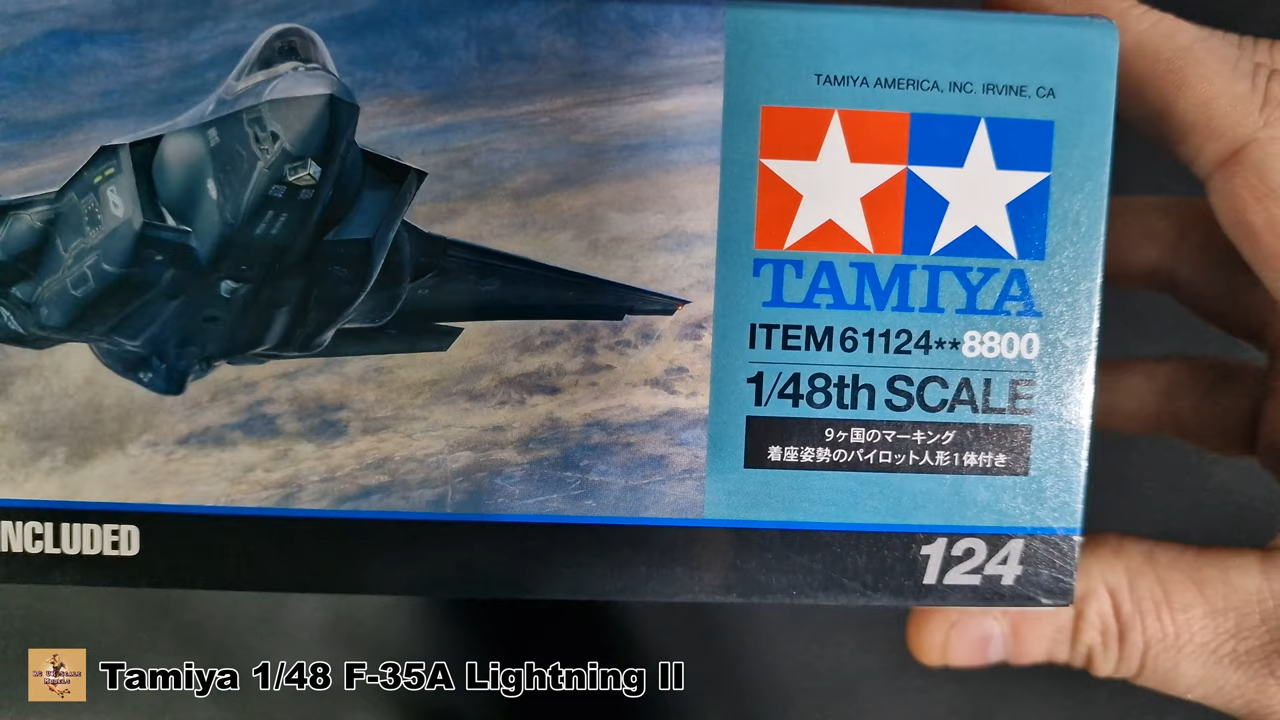 TAMIYA AMERICA, INC. IRVINE, CA
TAMIYA
ITEM 61124**8800
1/48th SCALE
9ヶ国のマーキング
着座姿勢のパイロット人形1体付き
NCLUDED
124
Tamiya 1/48 F-35A Lightning II